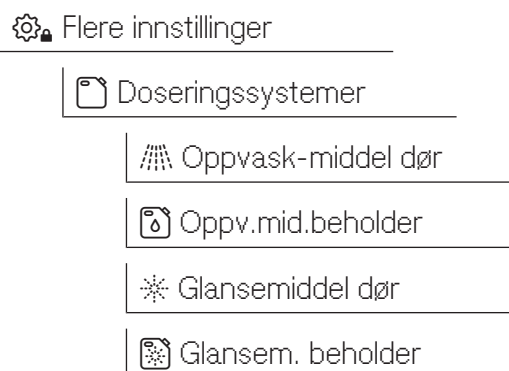 Flere innstillinger
Doseringssystemer
Oppvask-middel dør
Oppv.mid.beholder
Glansemiddel dør
Glansem. beholder